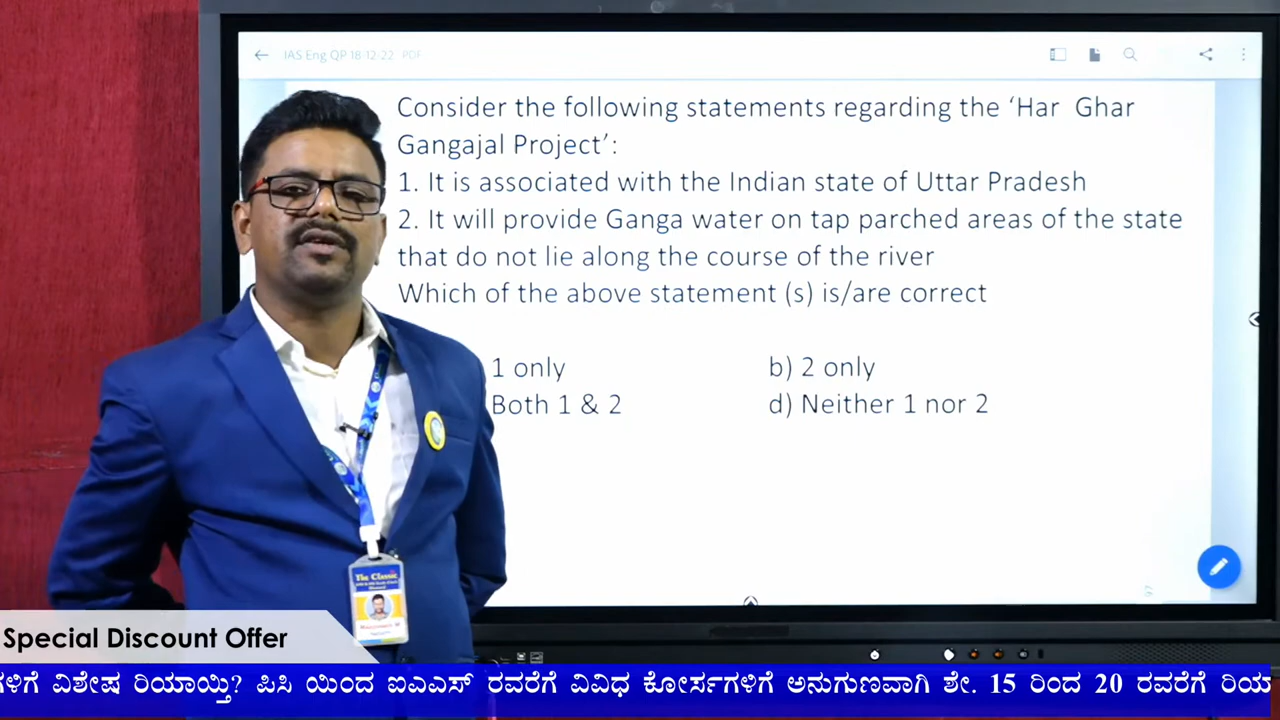 IAS Eng QP 18-12-22 PDF
Consider the following statements regarding the ‘Har Ghar
Gangajal Project’:
1. It is associated with the Indian state of Uttar Pradesh
2. It will provide Ganga water on tap parched areas of the state
that do not lie along the course of the river
Which of the above statement (s) is/are correct
1 only b) 2 only
Both 1 & 2 d) Neither 1 nor 2
The Classic
Special Discount Offer
ಗಳಿಗೆ ವಿಶೇಷ ರಿಯಾಯ್ತಿ? ಪಿಸಿ ಯಿಂದ ಐಎಎಸ್ ರವರೆಗೆ ವಿವಿಧ ಕೋರ್ಸಗಳಿಗೆ ಅನುಗುಣವಾಗಿ ಶೇ. 15 ರಿಂದ 20 ರವರೆಗೆ ರಿಯ